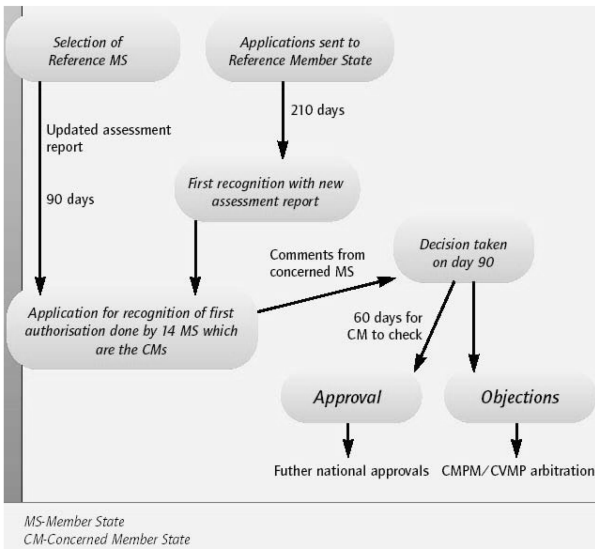 Selection of
Reference MS
Applications sent to
Reference Member State
210 days
Updated assessment
report
90 days
First recognition with new
assessment report
Comments from
concerned MS
Decision taken
on day 90
Application for recognition of first
authorisation done by 14 MS which
are the CMs
60 days for
CM to check
Approval
Objections
Futher national approvals
CMPM/CVMP arbitration
MS-Member State
CM-Concerned Member State